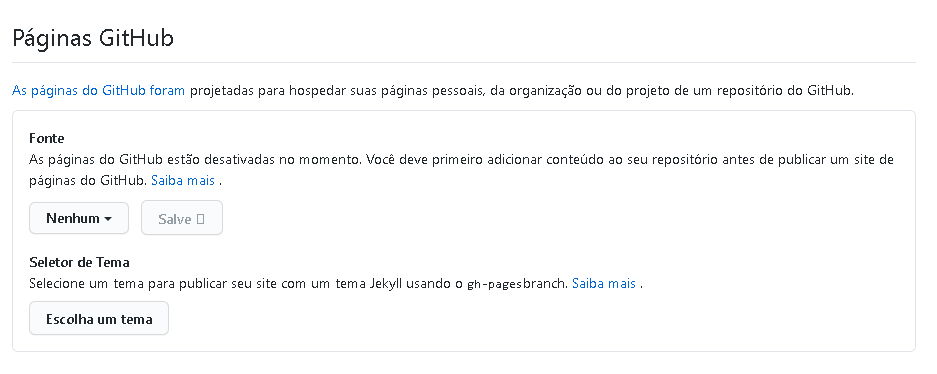 Páginas GitHub
As páginas do GitHub foram projetadas para hospedar suas páginas pessoais, da organização ou do projeto de um repositório do GitHub.
Fonte
As páginas do GitHub estão desativadas no momento. Você deve primeiro adicionar conteúdo ao seu repositório antes de publicar um site de
páginas do GitHub. Saiba mais .
Nenhum Salve
Seletor de Tema
Selecione um tema para publicar seu site com um tema Jekyll usando o gh-pagesbranch. Saiba mais .
Escolha um tema